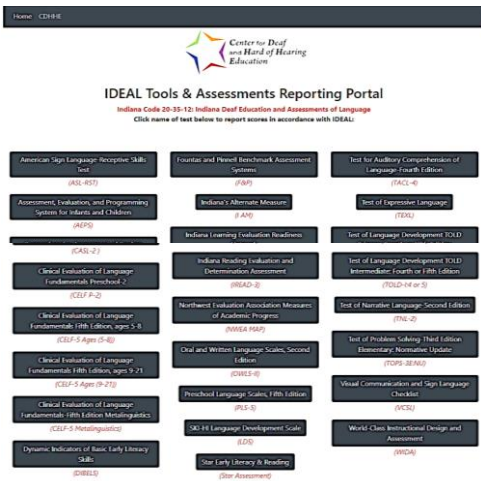 Home CDHHE
Center for Deaf
and Hard of Hearing
Education
IDEAL Tools & Assessments Reporting Portal
Indiana Code 20-35-12: Indiana Deaf Education and Assessments of Language
Click name of test below to report scores in accordance with IDEAL:
American Sign Language-Receptive Skills
Test
(ASL-RST)
Assessment, Evaluation, and Programming
System for Infants and Children
(AEPS)
(CASL-2 )
Clinical Evaluation of Language
Fundamentals Preschool-2
(CELF P-2)
Clinical Evaluation of Language
Fundamentals Fifth Edition, ages 5-8
(CELF-5 Ages (5-8))
Clinical Evaluation of Language
Fundamentals Fifth Edition, ages 9-21
(CELF-5 Ages (9-21))
Clinical Evaluation of Language
Fundamentals-Fifth Edition Metalinguistics
(CELF-5 Metalinguistics)
Dynamic Indicators of Basic Early Literacy
Skills
(DIBELS)
Fountas and Pinnell Benchmark Assessment
Systems
(F&P)
Indiana's Alternate Measure
(I AM)
Indiana Learning Evaluation Readiness
Indiana Reading Evaluation and
Determination Assessment
(IREAD-3)
Northwest Evaluation Association Measures
of Academic Progress
(NWEA MAP)
Oral and Written Language Scales, Second
Edition
(OWLS-II)
Preschool Language Scales, Fifth Edition
(PLS-5)
SKI-HI Language Development Scale
(LDS)
Star Early Literacy & Reading
(Star Assessment)
Test for Auditory Comprehension of
Language-Fourth Edition
(TACL-4)
Test of Expressive Language
(TEXL)
Test of Language Development TOLD
Test of Language Development TOLD
Intermediate: Fourth or Fifth Edition
(TOLD-I:4 or 5)
Test of Narrative Language-Second Edition
(TNL-2)
Test of Problem Solving-Third Edition
Elementary: Normative Update
(TOPS-3E:NU)
Visual Communication and Sign Language
Checklist
(VCSL)
World-Class Instructional Design and
Assessment
(WIDA)